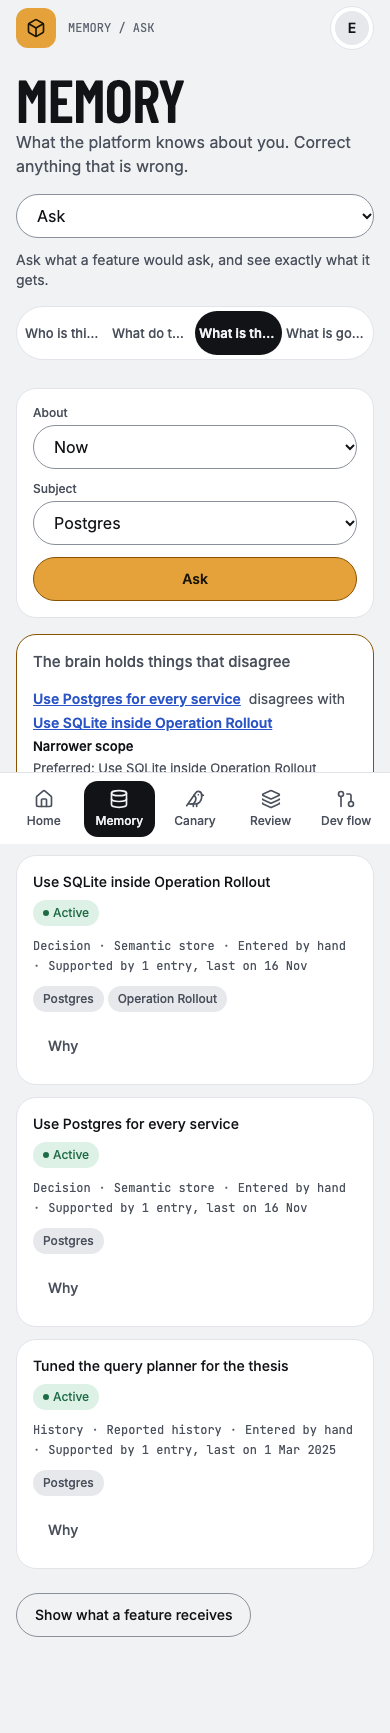 MEMORY / ASK
E
MEMORY
What the platform knows about you. Correct
anything that is wrong.
Ask
Ask what a feature would ask, and see exactly what it
gets.
Who is thi...
What do t...
What is th...
What is go...
About
Now
Subject
Postgres
Ask
The brain holds things that disagree
Use Postgres for every service disagrees with
Use SQLite inside Operation Rollout
Narrower scope
Preferred: Use SQLite inside Operation Rollout
Home
Memory
Canary
Review
Dev flow
Use SQLite inside Operation Rollout
Active
Decision · Semantic store · Entered by hand
· Supported by 1 entry, last on 16 Nov
Postgres
Operation Rollout
Why
Use Postgres for every service
Active
Decision · Semantic store · Entered by hand
· Supported by 1 entry, last on 16 Nov
Postgres
Why
Tuned the query planner for the thesis
Active
History · Reported history · Entered by hand
· Supported by 1 entry, last on 1 Mar 2025
Postgres
Why
Show what a feature receives